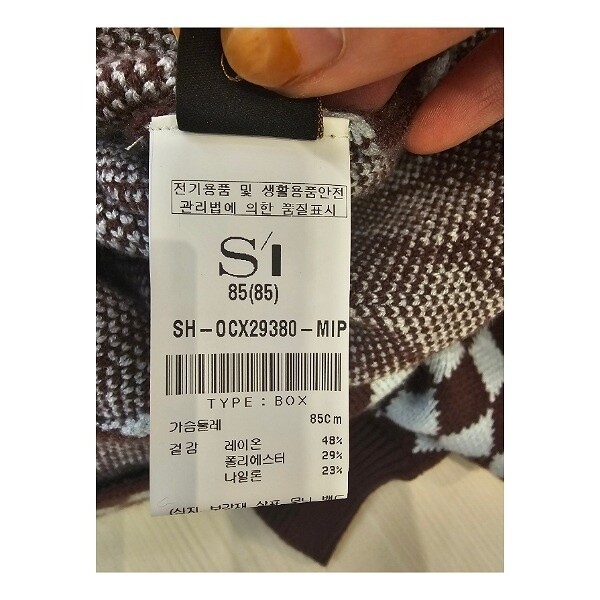 전기용품 및 생활용품안전
관리법에 의한 품질표시
S/I
85(85)
SH-OCX29380-MIP
TYPE : BOX
가슴둘레 85Cm
겉감 레이온 48%
폴리에스터 29%
나일론 23%